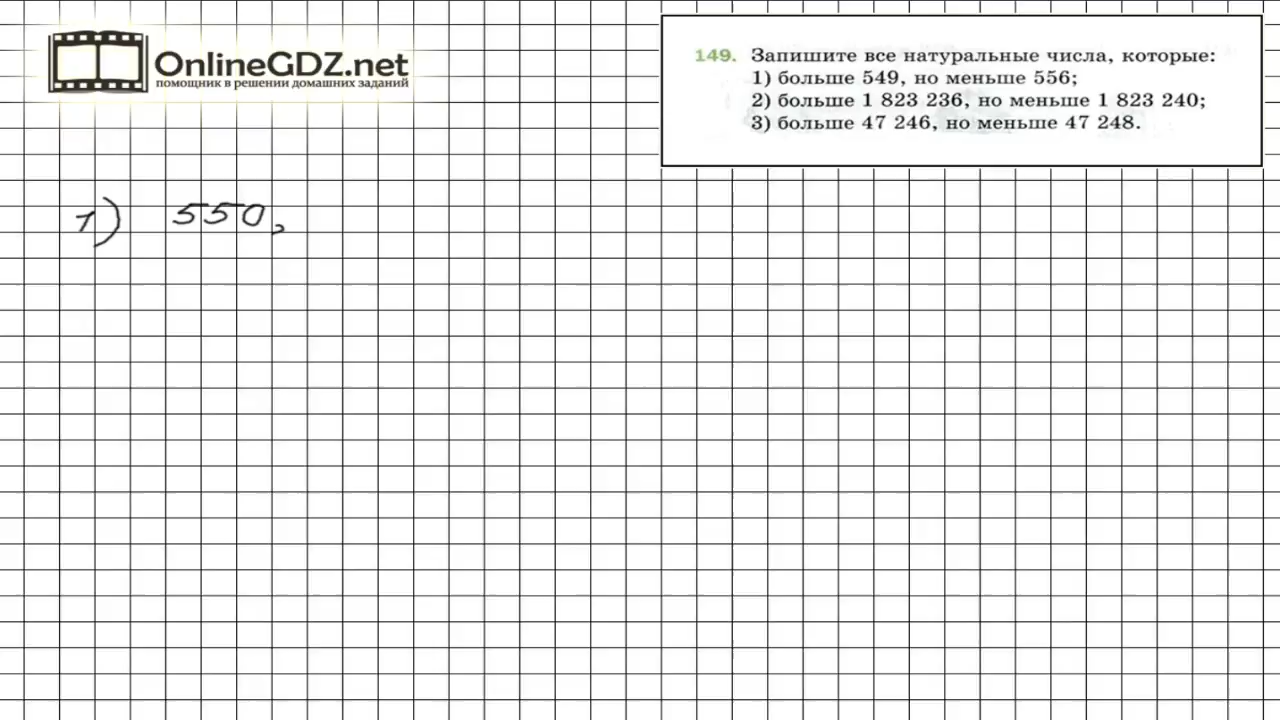 OnlineGDZ.net
помощник в решении домашних заданий
149. Запишите все натуральные числа, которые:
1) больше 549, но меньше 556;
2) больше 1 823 236, но меньше 1 823 240;
3) больше 47 246, но меньше 47 248.
1) 550,